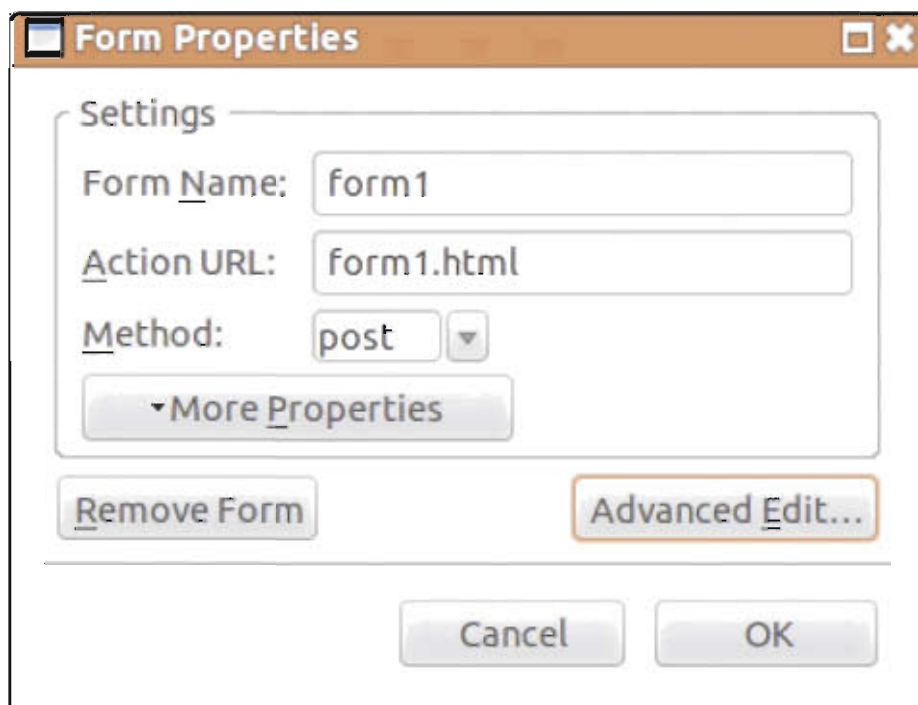 Form Properties
Settings
Form Name: form1
Action URL: form1.html
Method: post
More Properties
Remove Form Advanced Edit...
Cancel OK